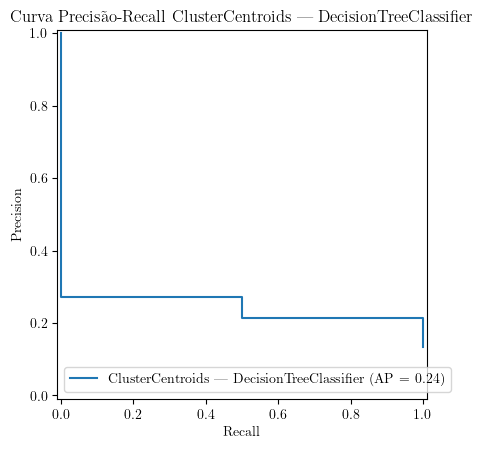 Curva Precisão-Recall ClusterCentroids — DecisionTreeClassifier
1.0
0.8
0.6
0.4
0.2
0.0
Precision
ClusterCentroids — DecisionTreeClassifier (AP = 0.24)
0.0 0.2 0.4 0.6 0.8 1.0
Recall